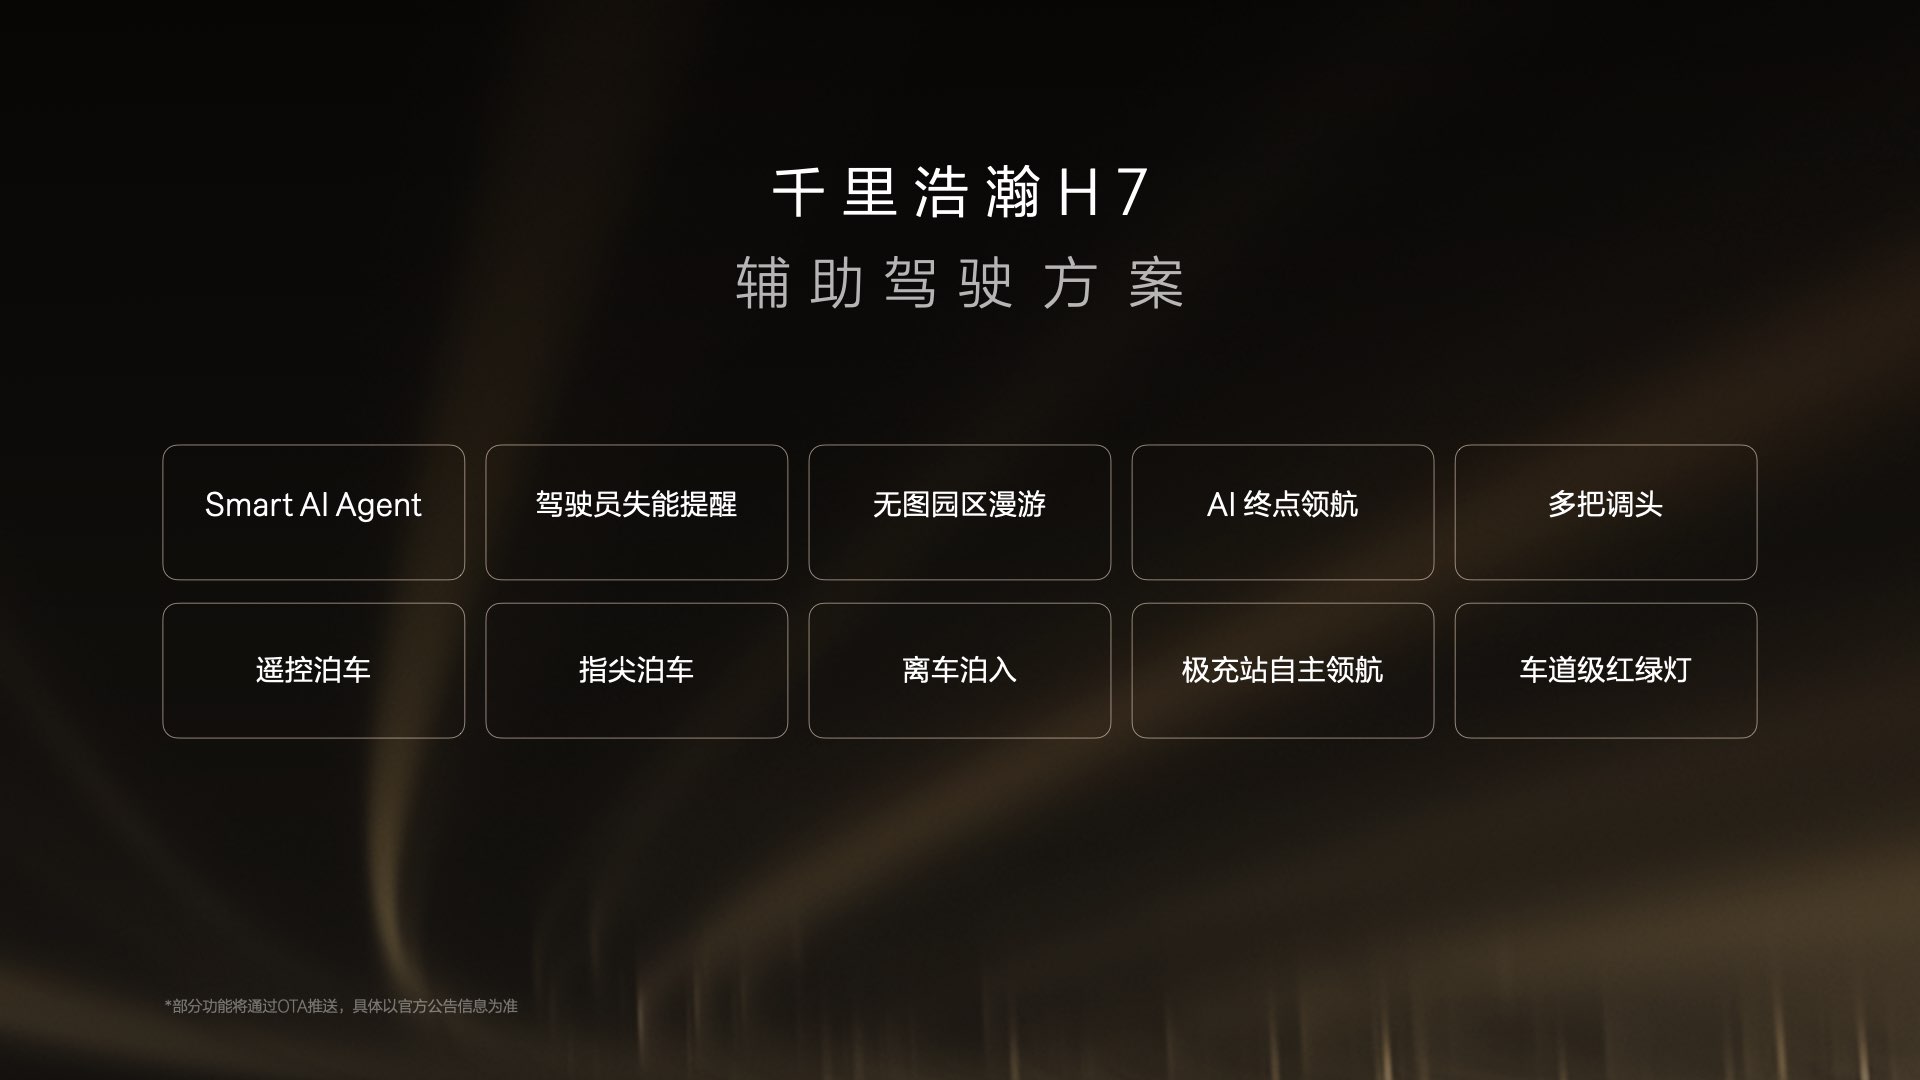 千里浩瀚H7
辅助驾驶方案
Smart AI Agent
驾驶员失能提醒
无图园区漫游
AI 终点领航
多把调头
遥控泊车
指尖泊车
离车泊入
极充站自主领航
车道级红绿灯
*部分功能将通过OTA推送，具体以官方公告信息为准